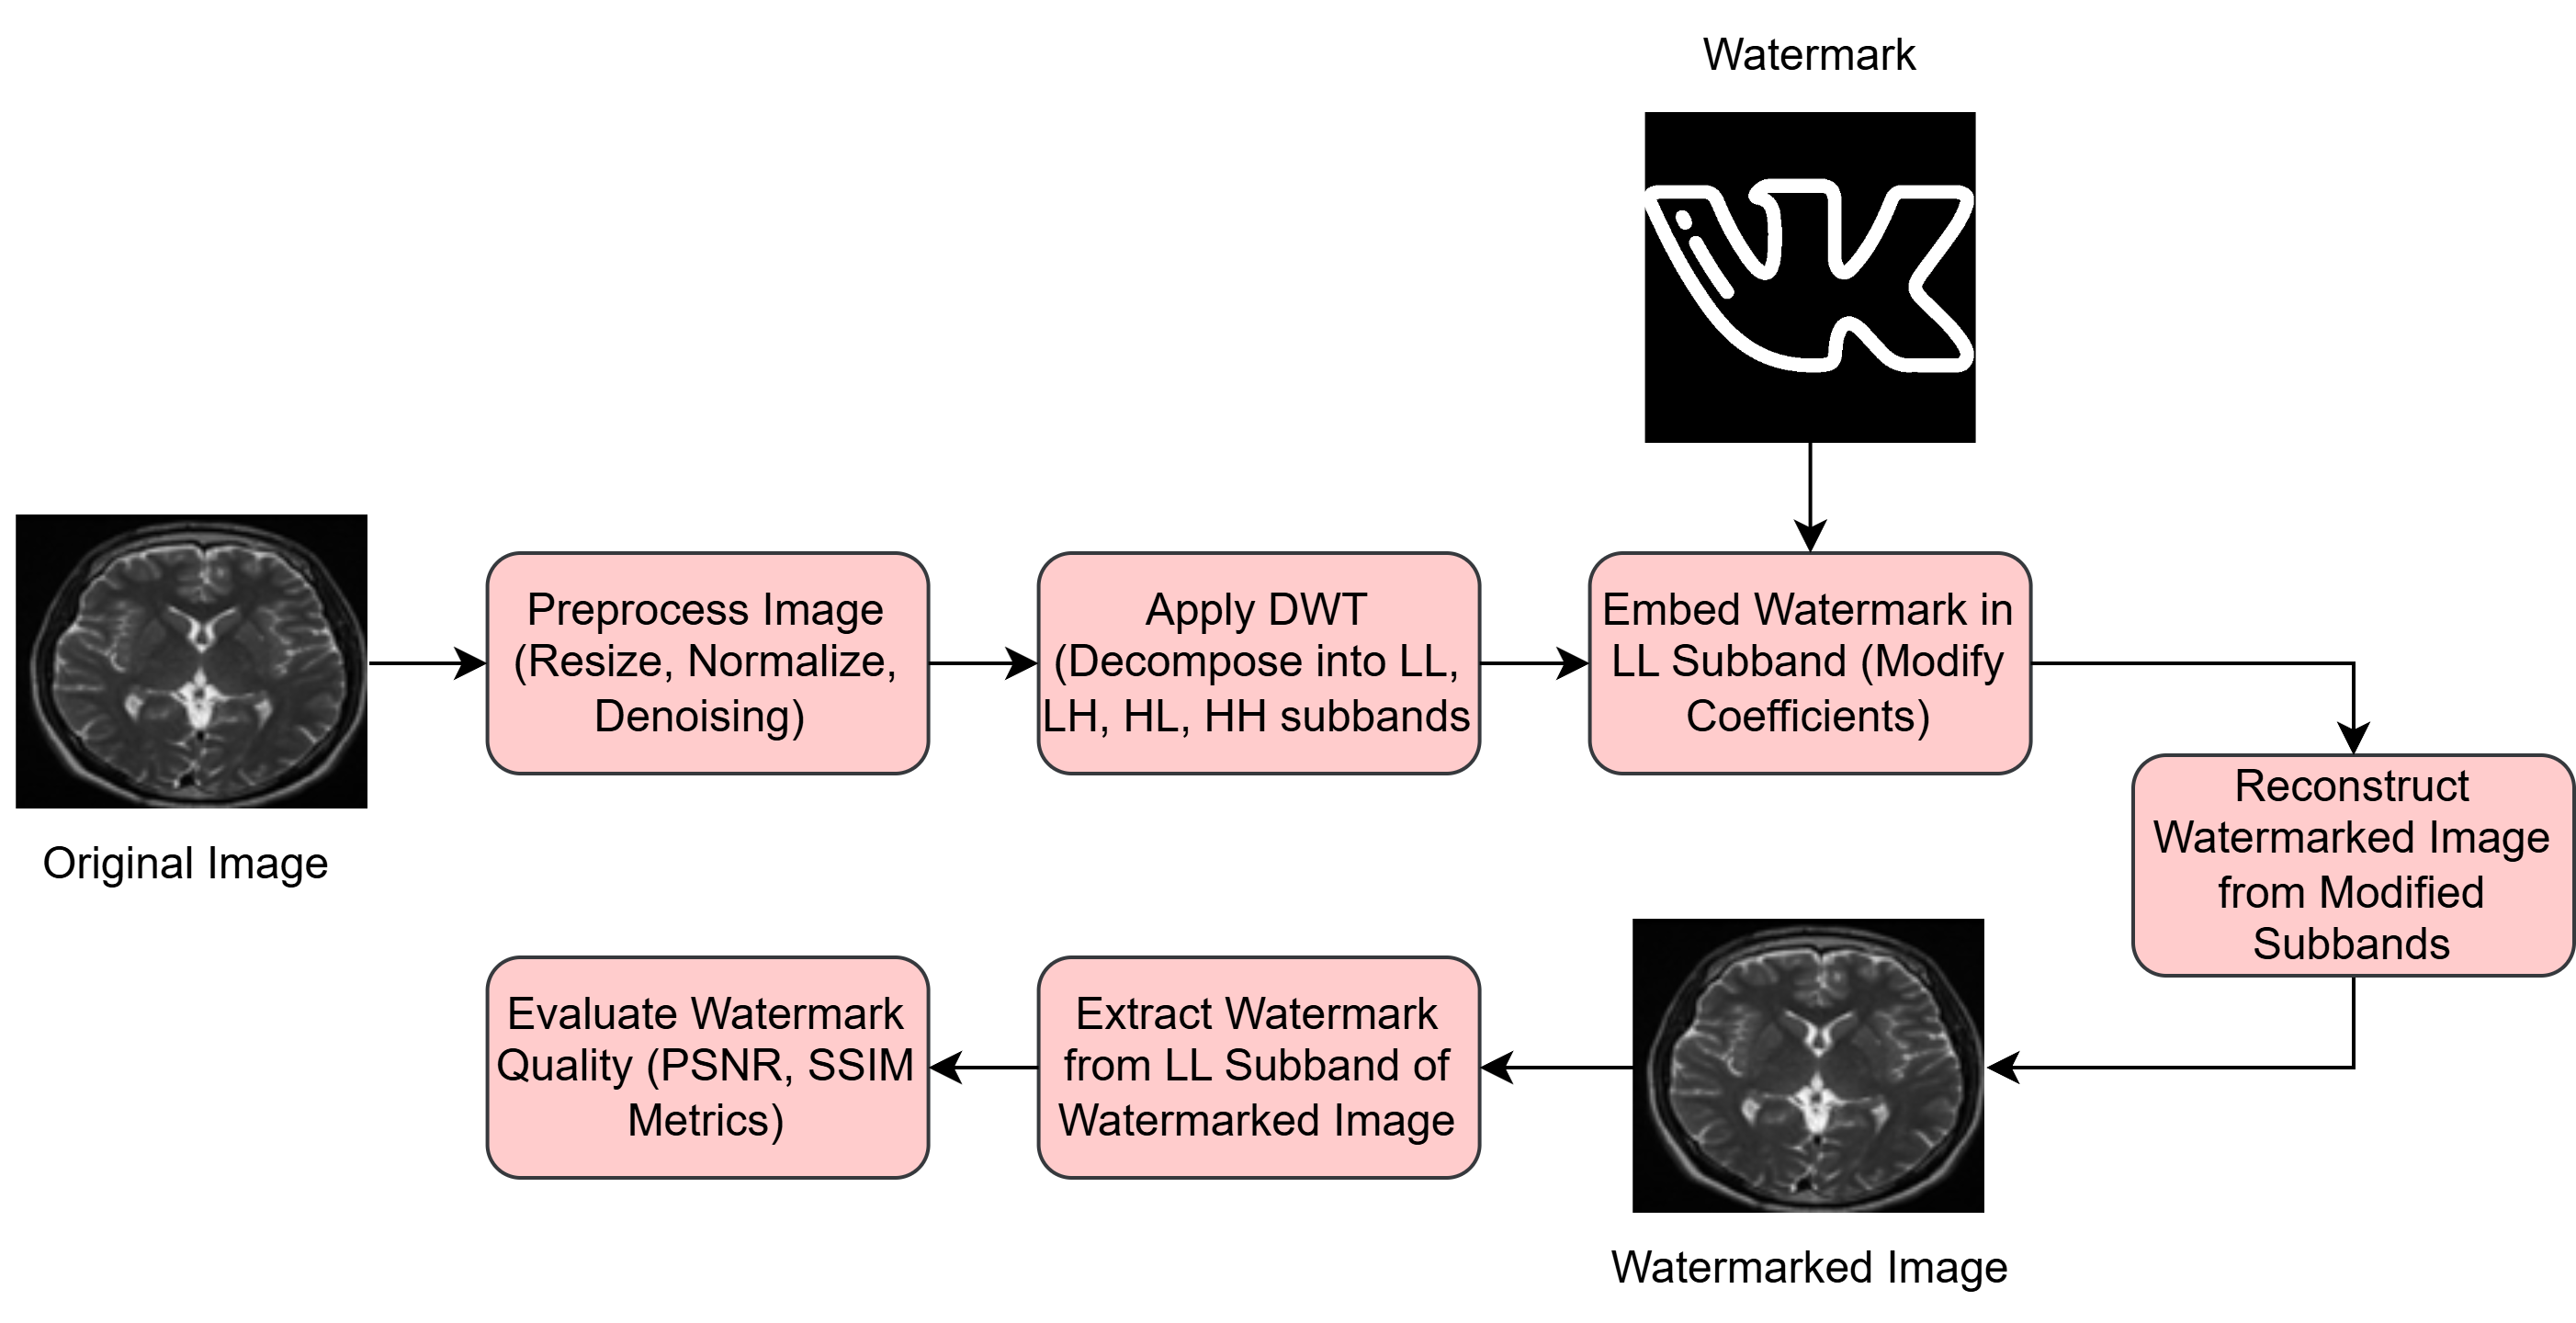 Watermark
Original Image
Preprocess Image
(Resize, Normalize,
Denoising)
Apply DWT
(Decompose into LL,
LH, HL, HH subbands
Embed Watermark in
LL Subband (Modify
Coefficients)
Reconstruct
Watermarked Image
from Modified
Subbands
Watermarked Image
Extract Watermark
from LL Subband of
Watermarked Image
Evaluate Watermark
Quality (PSNR, SSIM
Metrics)